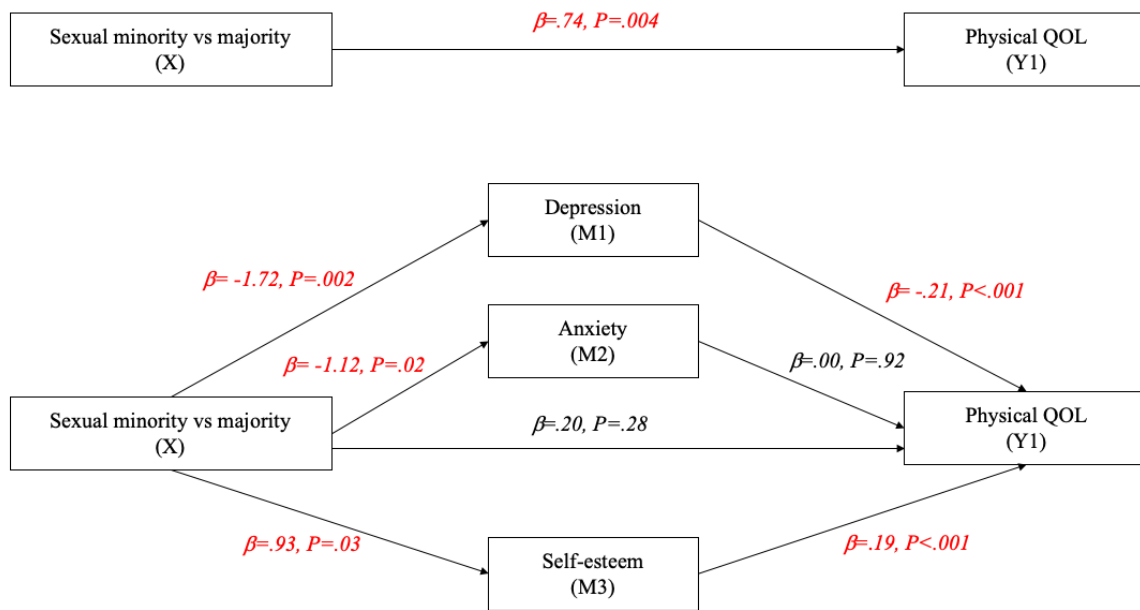 β=.74, P=.004
Sexual minority vs majority
(X)
Physical QOL
(Y1)
Depression
(M1)
β= -1.72, P=.002
β= -.21, P<.001
Anxiety
(M2)
β= -1.12, P=.02
β=.00, P=.92
Sexual minority vs majority
(X)
β=.20, P=.28
Physical QOL
(Y1)
β=.93, P=.03
β=.19, P<.001
Self-esteem
(M3)